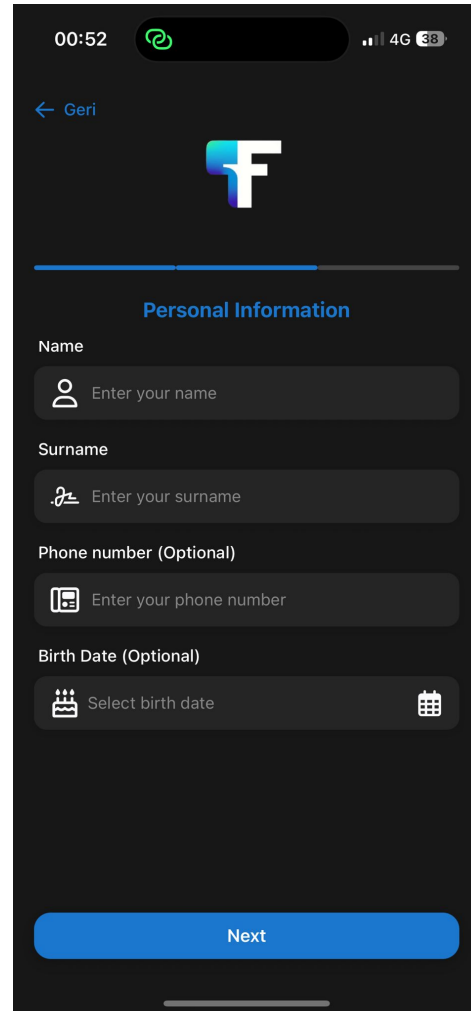 00:52
4G 38
Geri
F
Personal Information
Name
Enter your name
Surname
Enter your surname
Phone number (Optional)
Enter your phone number
Birth Date (Optional)
Select birth date
Next